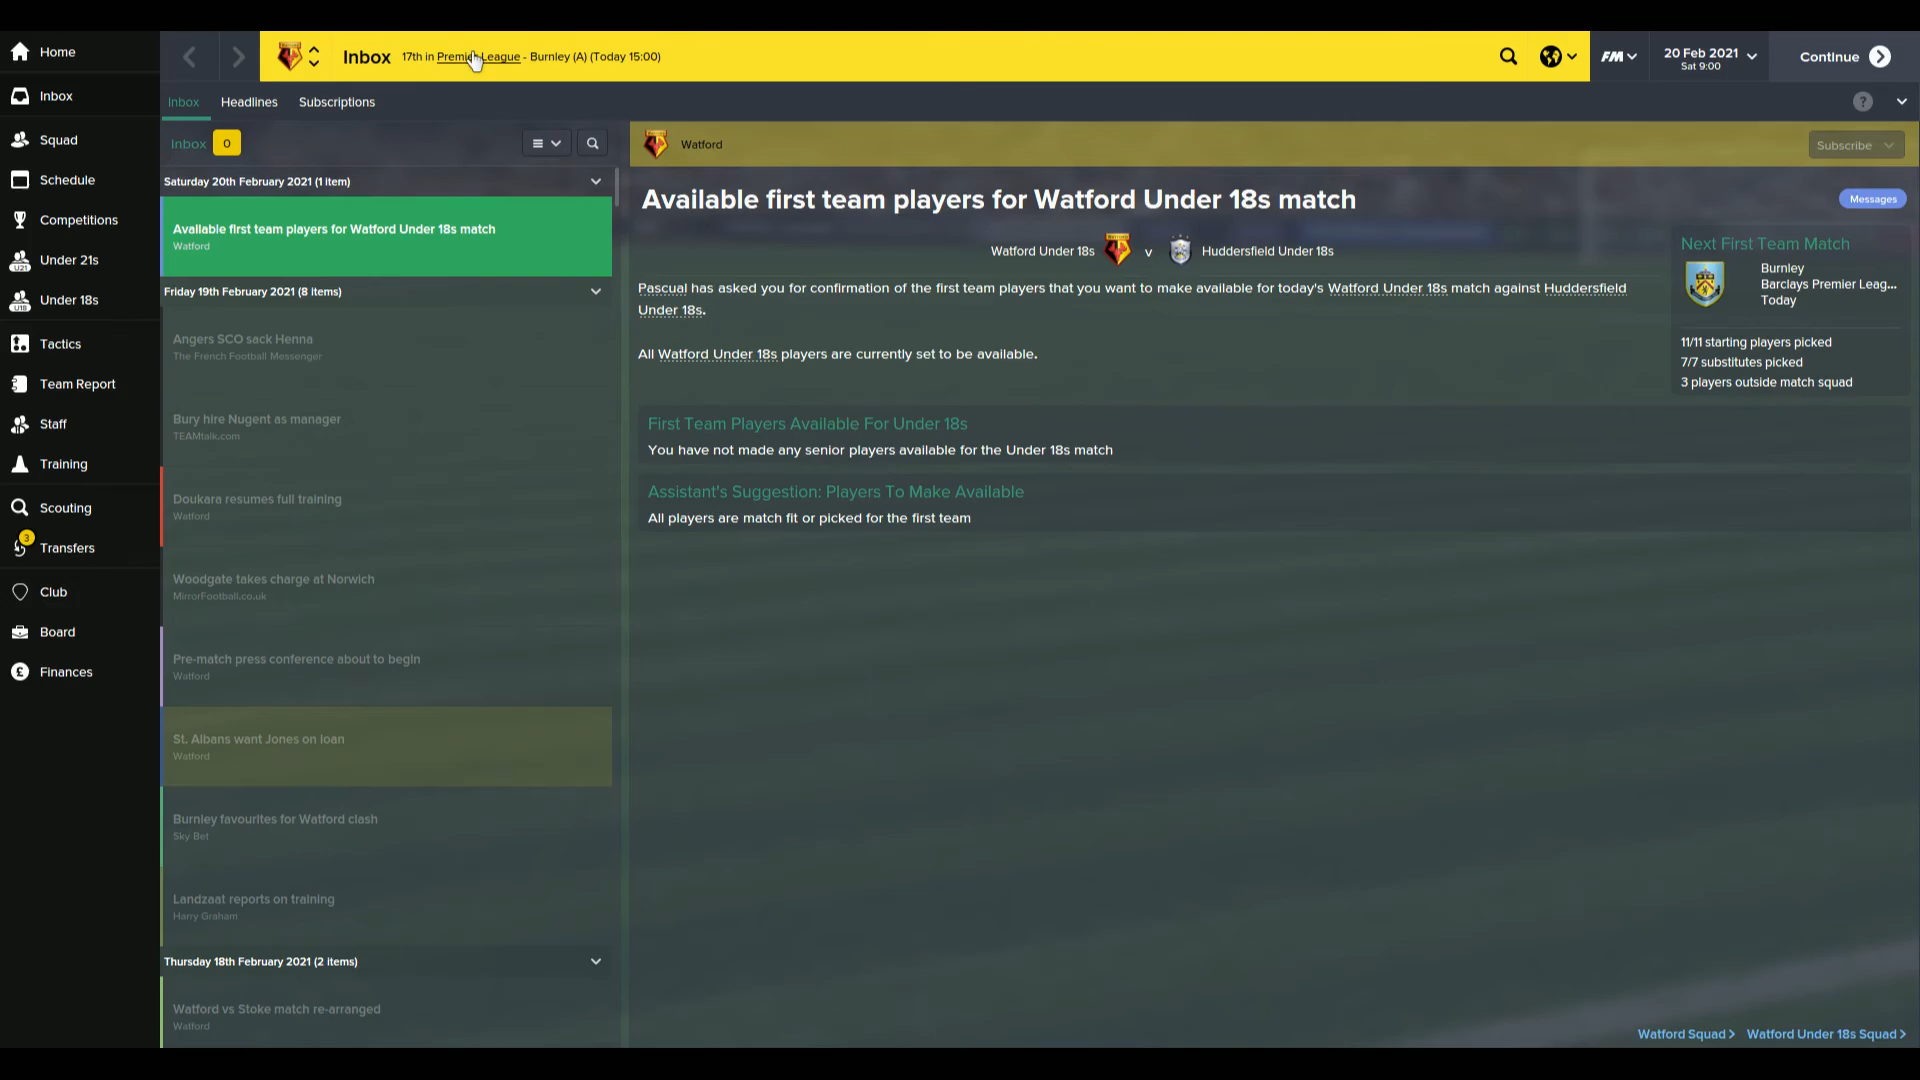 Home
Inbox
Squad
Schedule
Competitions
U21
Under 21s
U18
Under 18s
Tactics
Team Report
Staff
Training
Scouting
3
Transfers
Club
Board
Finances
Inbox 17th in Premier League - Burnley (A) (Today 15:00)
FM
20 Feb 2021
Sat 9:00
Continue
Inbox Headlines Subscriptions
?
Inbox 0
Saturday 20th February 2021 (1 item)
Available first team players for Watford Under 18s match
Watford
Friday 19th February 2021 (8 items)
Angers SCO sack Henna
The French Football Messenger
Bury hire Nugent as manager
TEAMtalk.com
Doukara resumes full training
Watford
Woodgate takes charge at Norwich
MirrorFootball.co.uk
Pre-match press conference about to begin
Watford
St. Albans want Jones on loan
Watford
Burnley favourites for Watford clash
Sky Bet
Landzaat reports on training
Harry Graham
Thursday 18th February 2021 (2 items)
Watford vs Stoke match re-arranged
Watford
Watford
Subscribe
Available first team players for Watford Under 18s match
Messages
Watford Under 18s v Huddersfield Under 18s
Pascual has asked you for confirmation of the first team players that you want to make available for today's Watford Under 18s match against Huddersfield
Under 18s.
All Watford Under 18s players are currently set to be available.
First Team Players Available For Under 18s
You have not made any senior players available for the Under 18s match
Assistant's Suggestion: Players To Make Available
All players are match fit or picked for the first team
Next First Team Match
Burnley
Barclays Premier Leag...
Today
11/11 starting players picked
7/7 substitutes picked
3 players outside match squad
Watford Squad > Watford Under 18s Squad >